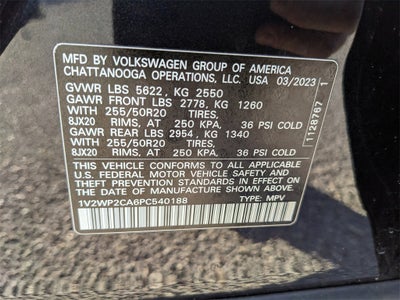 MFD BY VOLKSWAGEN GROUP OF AMERICA
CHATTANOOGA OPERATIONS, LLC. USA 03/2023
GVWR LBS 5622, KG 2550
GAWR FRONT LBS 2778, KG 1260
WITH 255/50R20 TIRES,
8JX20 RIMS, AT 250 KPA, 36 PSI COLD
GAWR REAR LBS 2954, KG 1340
WITH 255/50R20 TIRES,
8JX20 RIMS, AT 250 KPA, 36 PSI COLD
THIS VEHICLE CONFORMS TO ALL APPLICABLE
U.S. FEDERAL MOTOR VEHICLE SAFETY AND
THEFT PREVENTION STANDARDS IN EFFECT
ON THE DATE OF MANUFACTURE SHOWN ABOVE.
1V2WP2CA6PC540188 TYPE: MPV
1128767 1